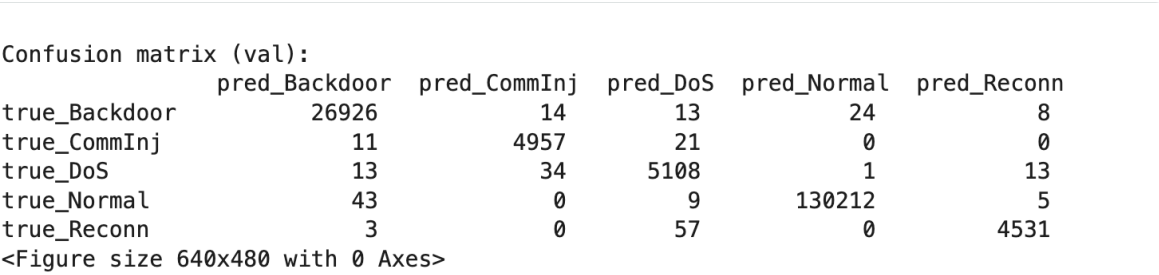 Confusion matrix (val):
pred_Backdoor pred_CommInj pred_DoS pred_Normal pred_Reconn
true_Backdoor 26926 14 13 24 8
true_CommInj 11 4957 21 0 0
true_DoS 13 34 5108 1 13
true_Normal 43 0 9 130212 5
true_Reconn 3 0 57 0 4531
<Figure size 640x480 with 0 Axes>